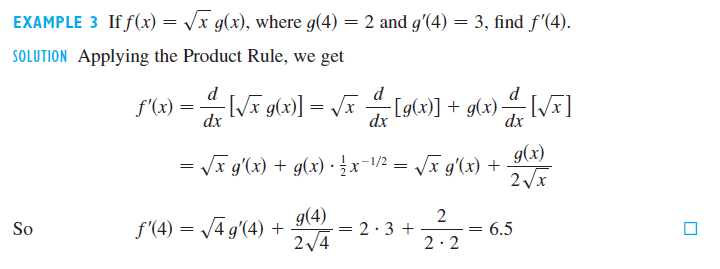 EXAMPLE 3 If f(x) = √x g(x), where g(4) = 2 and g′(4) = 3, find f′(4).
SOLUTION Applying the Product Rule, we get
f′(x) = d/dx [√x g(x)] = √x d/dx [g(x)] + g(x) d/dx [√x]
= √x g′(x) + g(x) · ½ x^(−1/2) = √x g′(x) + g(x)/(2√x)
So f′(4) = √4 g′(4) + g(4)/(2√4) = 2 · 3 + 2/(2 · 2) = 6.5 □